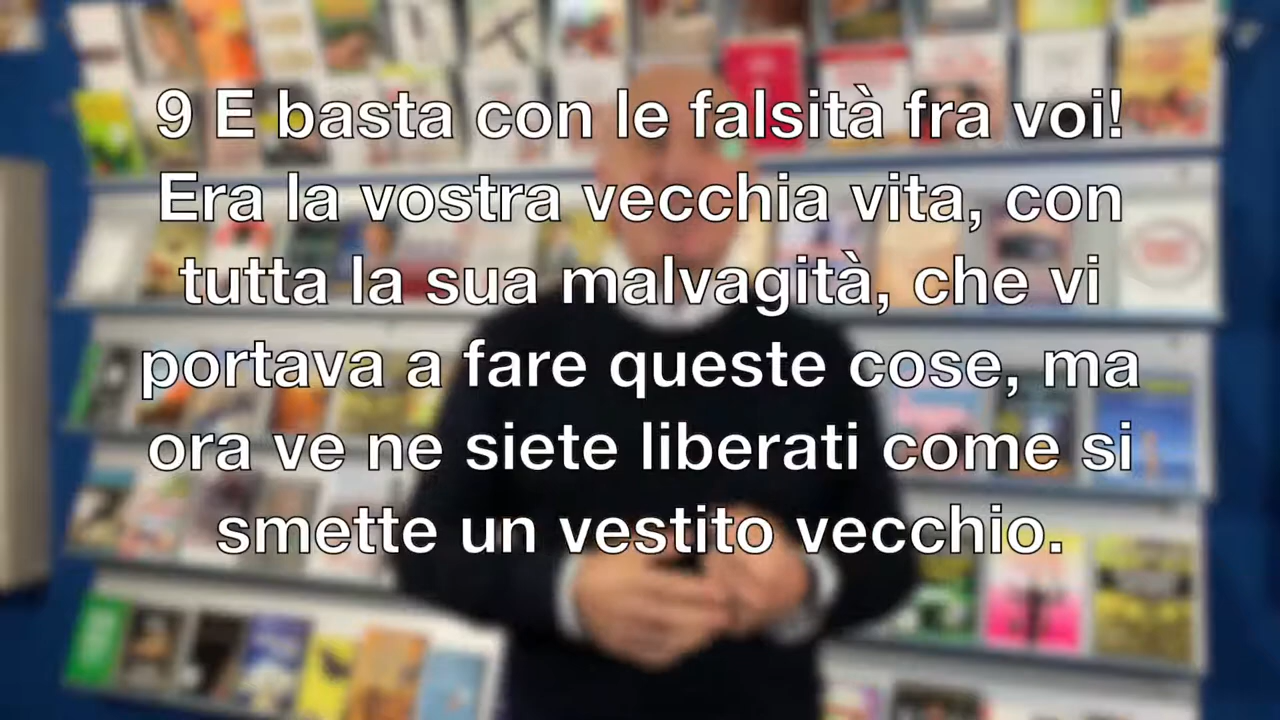 9 E basta con le falsità fra voi!
Era la vostra vecchia vita, con
tutta la sua malvagità, che vi
portava a fare queste cose, ma
ora ve ne siete liberati come si
smette un vestito vecchio.